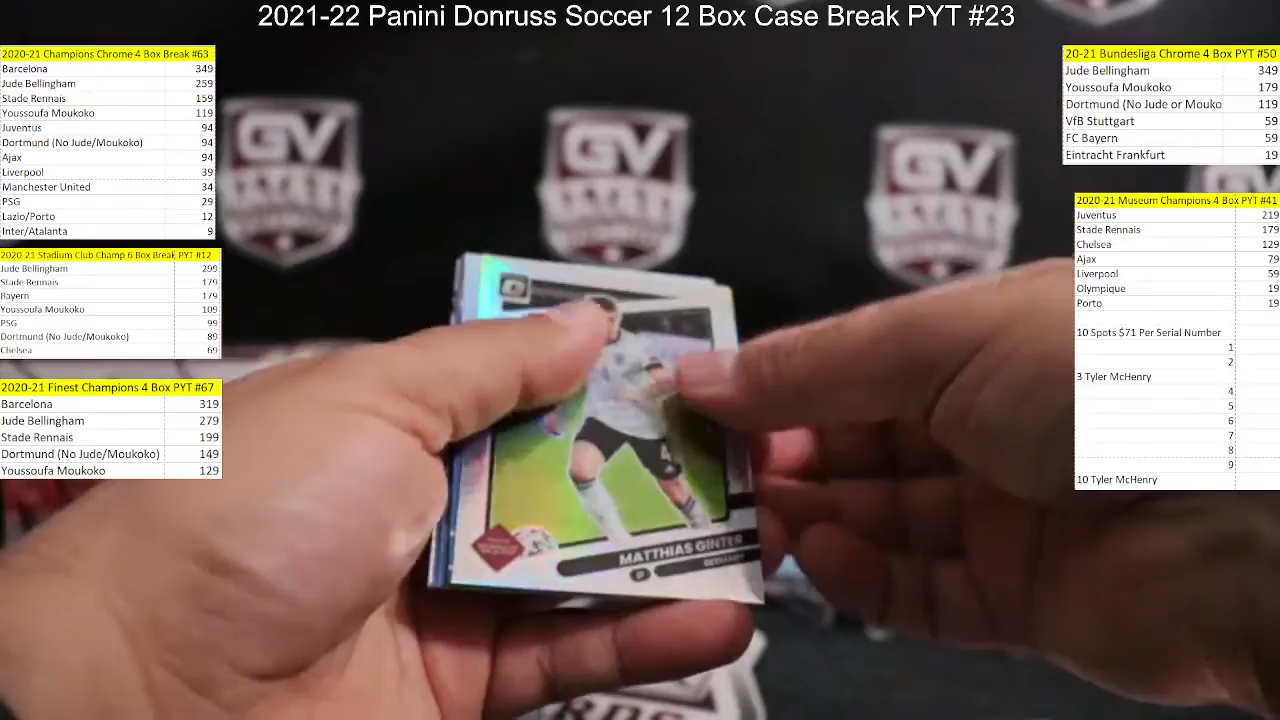 2021-22 Panini Donruss Soccer 12 Box Case Break PYT #23
2020-21 Champions Chrome 4 Box Break #63
Barcelona 349
Jude Bellingham 259
Stade Rennais 159
Youssoufa Moukoko 119
Juventus 94
Dortmund (No Jude/Moukoko) 94
Ajax 94
Liverpool 39
Manchester United 34
PSG 29
Lazio/Porto 12
Inter/Atalanta 9
2020-21 Stadium Club Champ 6 Box Break PYT #12
Jude Bellingham 299
Stade Rennais 179
Bayern 179
Youssoufa Moukoko 109
PSG 99
Dortmund (No Jude/Moukoko) 89
Chelsea 69
2020-21 Finest Champions 4 Box PYT #67
Barcelona 319
Jude Bellingham 279
Stade Rennais 199
Dortmund (No Jude/Moukoko) 149
Youssoufa Moukoko 129
20-21 Bundesliga Chrome 4 Box PYT #50
Jude Bellingham 349
Youssoufa Moukoko 179
Dortmund (No Jude or Mouko 119
VfB Stuttgart 59
FC Bayern 59
Eintracht Frankfurt 19
2020-21 Museum Champions 4 Box PYT #41
Juventus 219
Stade Rennais 179
Chelsea 129
Ajax 79
Liverpool 59
Olympique 19
Porto 19
10 Spots $71 Per Serial Number
1
2
3 Tyler McHenry
4
5
6
7
8
9
10 Tyler McHenry
GV
GV
GV
MATTHIAS GINTER
GERMANY